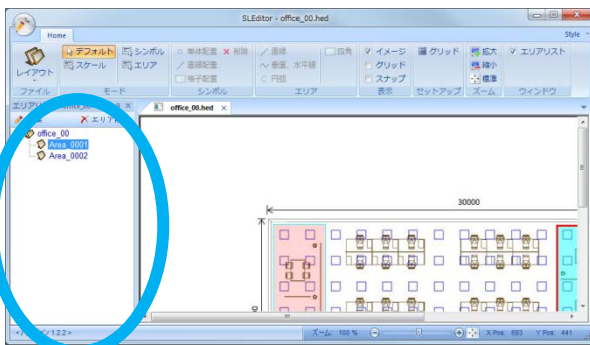 SLEditor - office_00.hed
Home
Style
レイアウト
デフォルト
シンボル
スケール
エリア
単体配置
削除
直線配置
格子配置
直線
垂直、水平線
円弧
四角
イメージ
グリッド
スナップ
グリッド
拡大
縮小
標準
エリアリスト
ファイル
モード
シンボル
エリア
表示
セットアップ
ズーム
ウィンドウ
office_00.hed
office_00
Area_0001
Area_0002
30000
1.2.2 >
ズーム: 100 %
X Pos: 693
Y Pos: 441